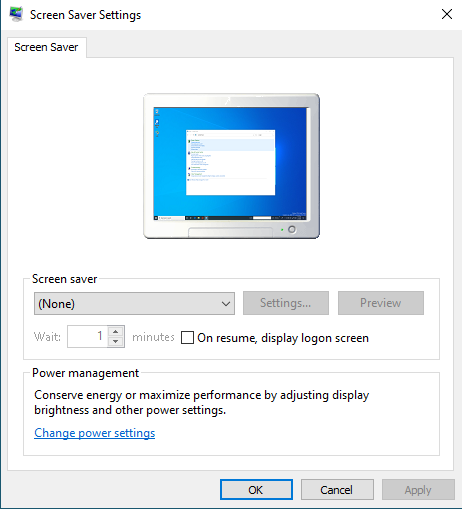 Screen Saver Settings
Screen Saver
Screen saver
(None)
Settings...
Preview
Wait: 1 minutes
On resume, display logon screen
Power management
Conserve energy or maximize performance by adjusting display
brightness and other power settings.
Change power settings
OK
Cancel
Apply